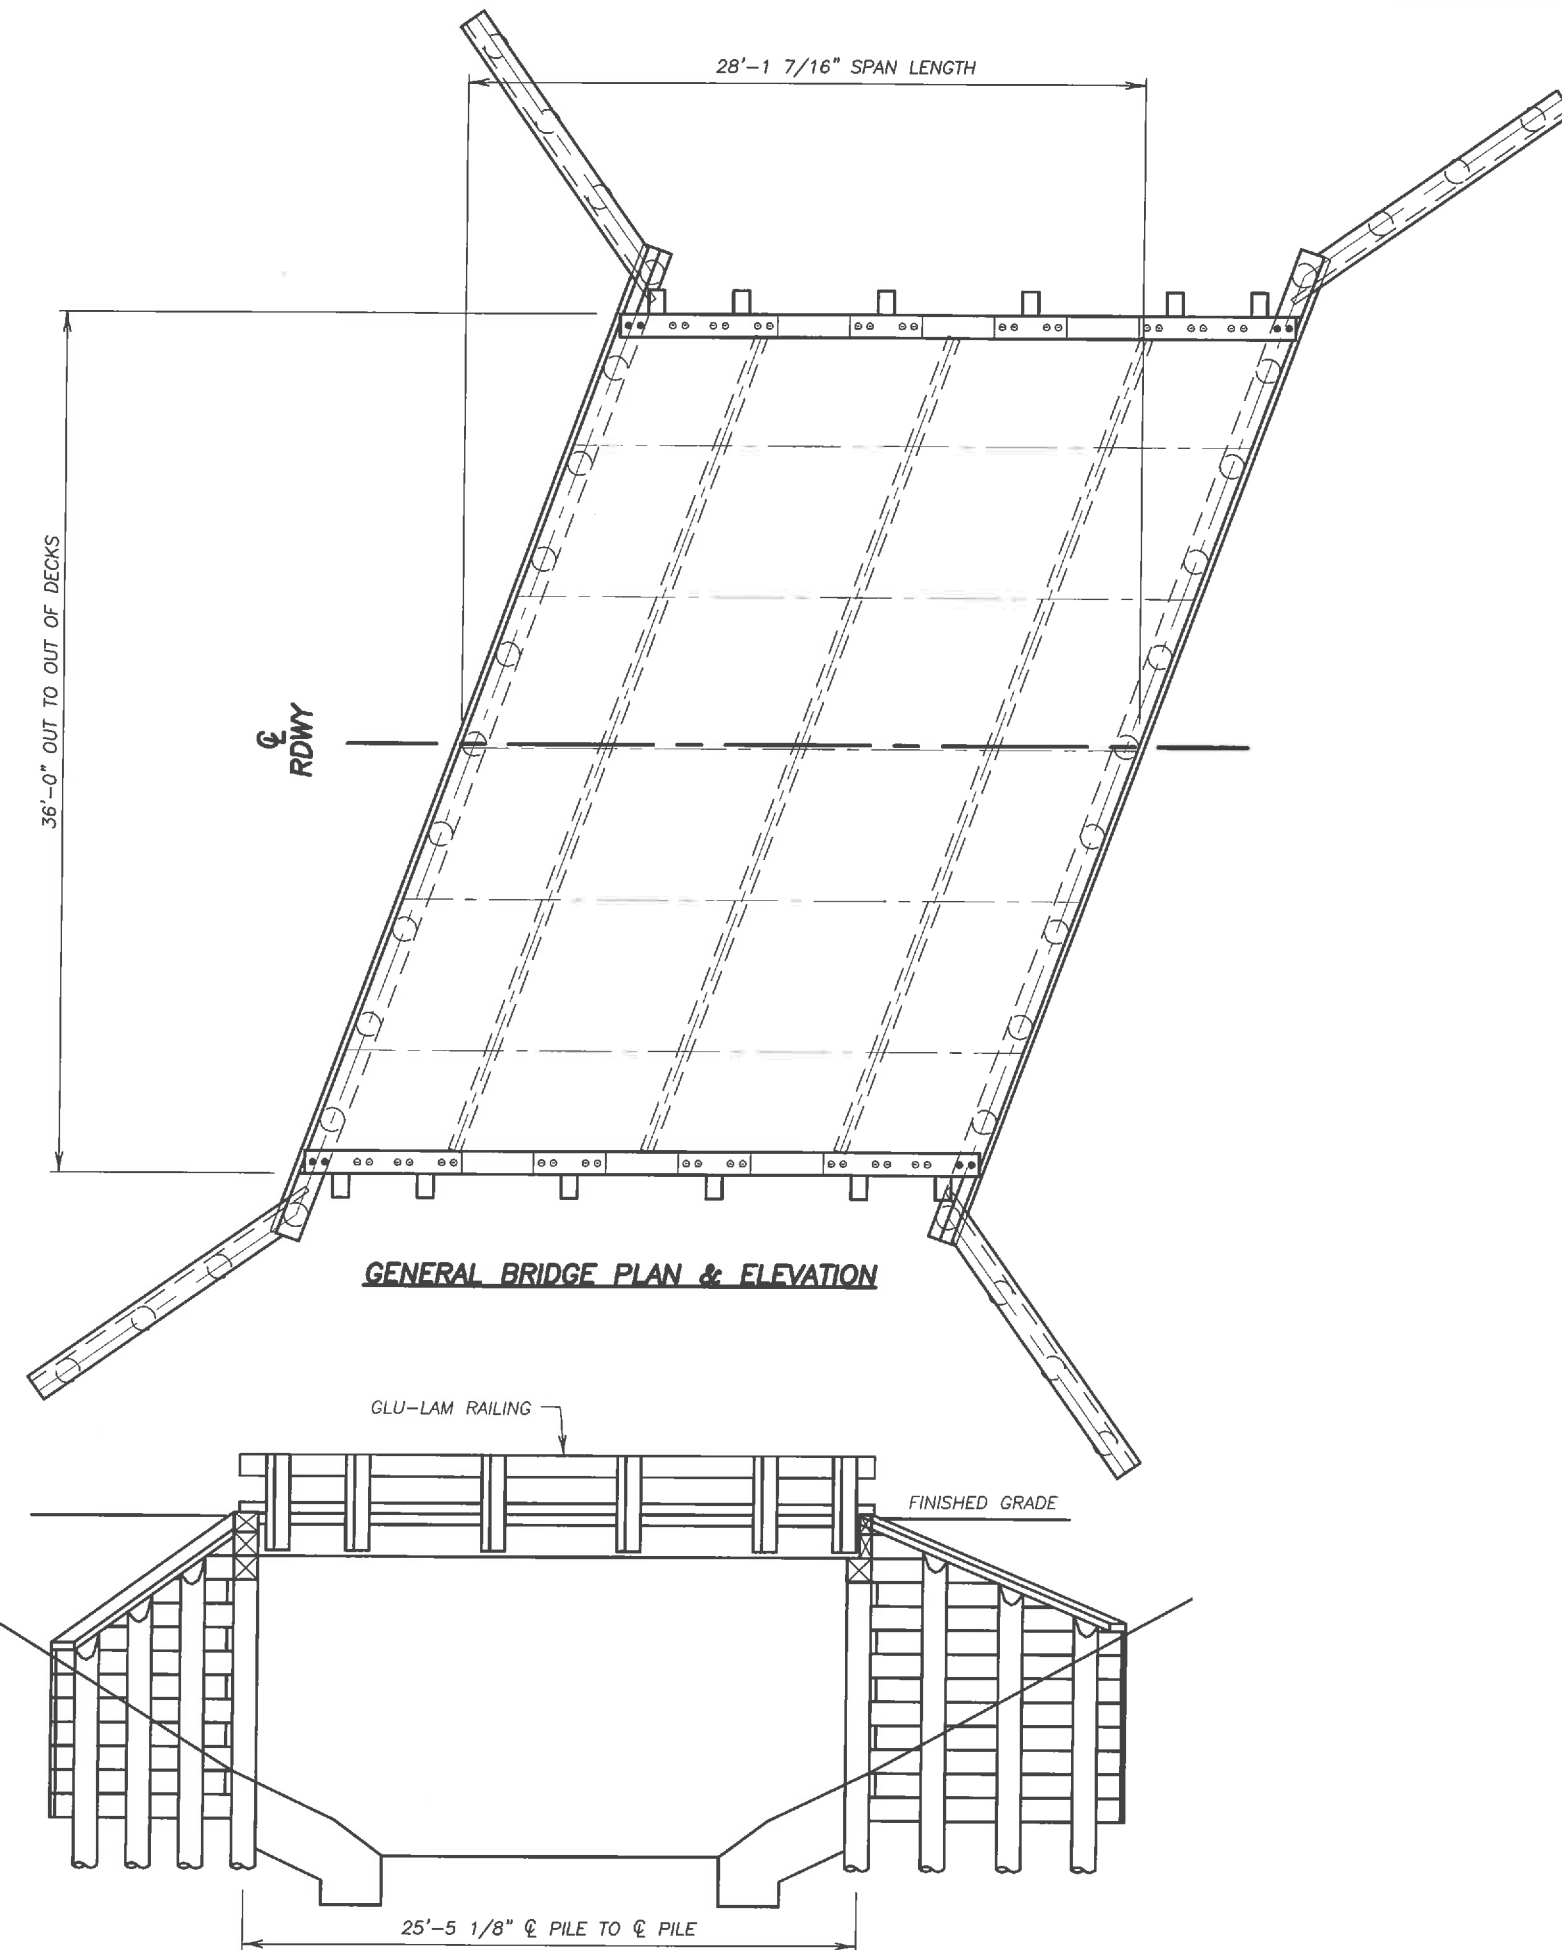 28'-1 7/16" SPAN LENGTH
36'-0" OUT TO OUT OF DECKS
℄
RDWY
GENERAL BRIDGE PLAN & ELEVATION
GLU-LAM RAILING
FINISHED GRADE
25'-5 1/8" ℄ PILE TO ℄ PILE